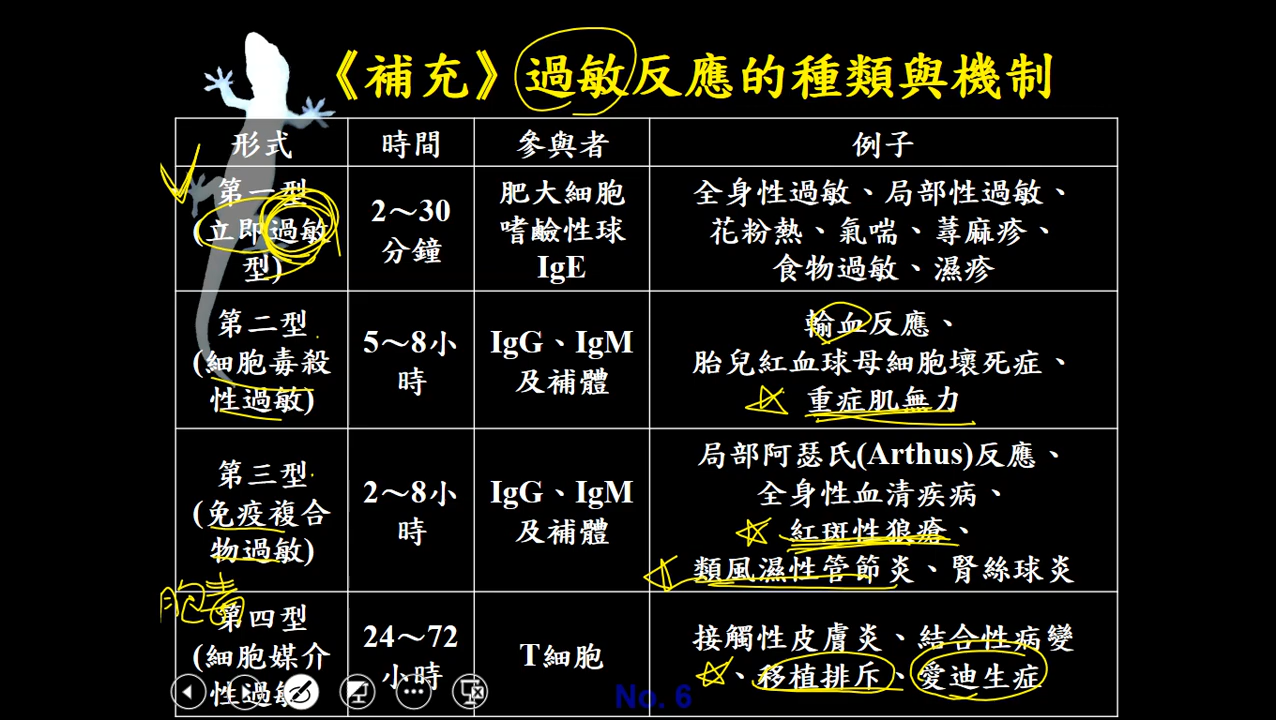 《補充》過敏反應的種類與機制
形式
時間
參與者
例子
第一型
(立即過敏
型)
2～30
分鐘
肥大細胞
嗜鹼性球
IgE
全身性過敏、局部性過敏、
花粉熱、氣喘、蕁麻疹、
食物過敏、濕疹
第二型
(細胞毒殺
性過敏)
5～8小
時
IgG、IgM
及補體
輸血反應、
胎兒紅血球母細胞壞死症、
重症肌無力
第三型
(免疫複合
物過敏)
2～8小
時
IgG、IgM
及補體
局部阿瑟氏(Arthus)反應、
全身性血清疾病、
紅斑性狼瘡、
類風濕性管節炎、腎絲球炎
胞毒
第四型
(細胞媒介
性過敏)
24～72
小時
T細胞
接觸性皮膚炎、結合性病變
、移植排斥、愛迪生症
No. 6